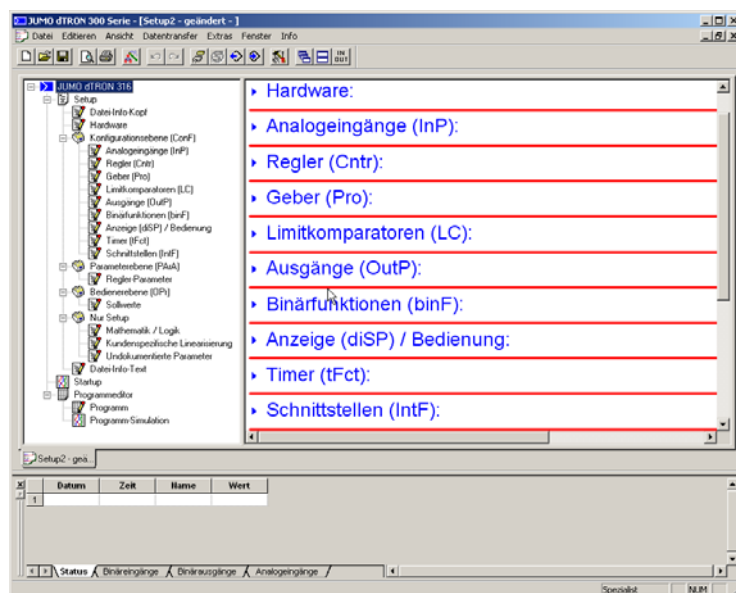 JUMO dTRON 300 Serie - [Setup2 - geändert - ]
Datei Editieren Ansicht Datentransfer Extras Fenster Info
IN OUT
JUMO dTRON 316
Setup
Datei-Info-Kopf
Hardware
Konfigurationsebene (ConF)
Analogeingänge (InP)
Regler (Cntr)
Geber (Pro)
Limitkomparatoren (LC)
Ausgänge (OutP)
Binärfunktionen (binF)
Anzeige (diSP) / Bedienung
Timer (tFct)
Schnittstellen (IntF)
Parameterebene (PArA)
Regler-Parameter
Bedienerebene (OPr)
Sollwerte
Nur Setup
Mathematik / Logik
Kundenspezifische Linearisierung
Undokumentierte Parameter
Datei-Info-Text
Startup
Programmeditor
Programm
Programm-Simulation
Hardware:
Analogeingänge (InP):
Regler (Cntr):
Geber (Pro):
Limitkomparatoren (LC):
Ausgänge (OutP):
Binärfunktionen (binF):
Anzeige (diSP) / Bedienung:
Timer (tFct):
Schnittstellen (IntF):
Setup2 - geä...
Datum Zeit Name Wert
1
Status Binäreingänge Binärausgänge Analogeingänge
Spezialist NUM